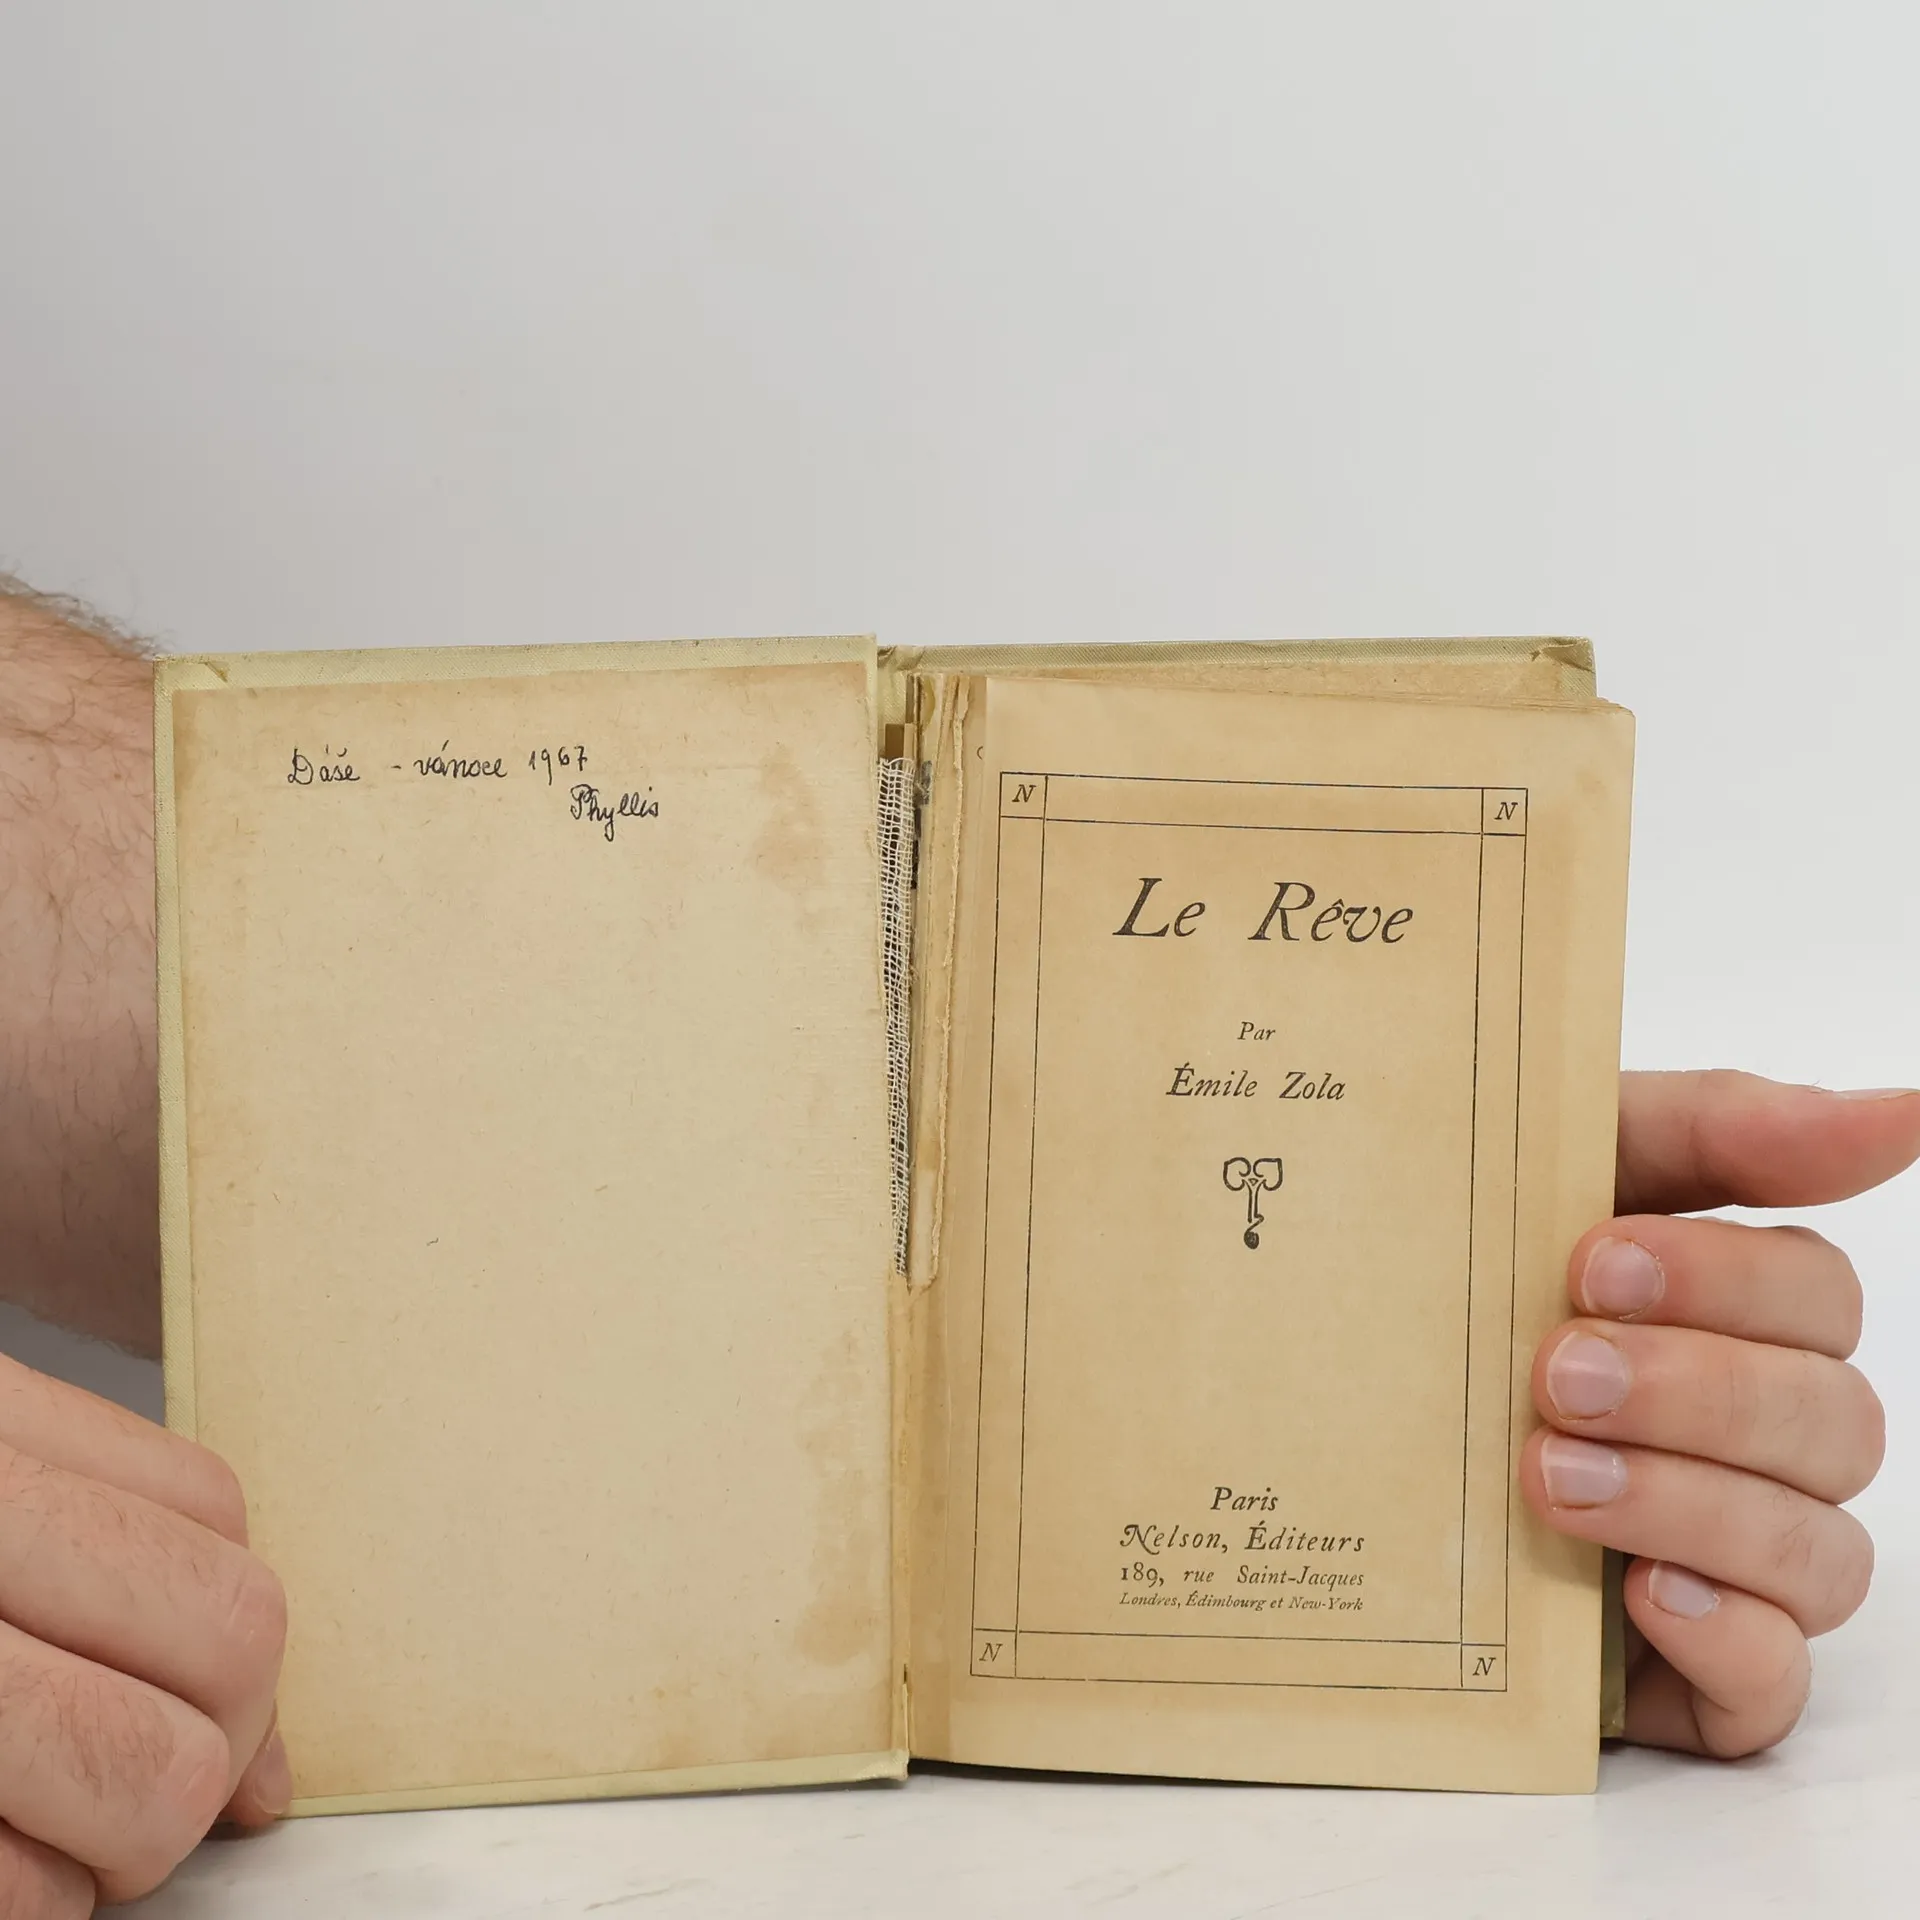 Dáše - vánoce 1967
Phyllis
N N
Le Rêve
Par
Émile Zola
Paris
Nelson, Éditeurs
189, rue Saint-Jacques
Londres, Édimbourg et New-York
N N